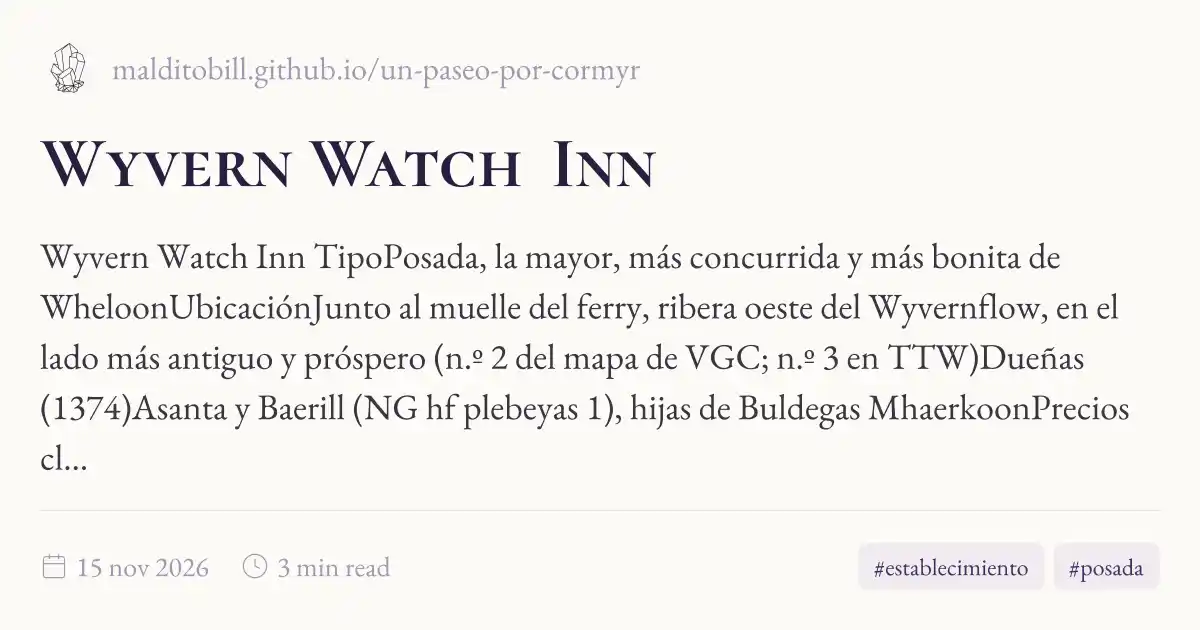 malditobill.github.io/un-paseo-por-cormyr
Wyvern Watch Inn
Wyvern Watch Inn TipoPosada, la mayor, más concurrida y más bonita de
WheloonUbicaciónJunto al muelle del ferry, ribera oeste del Wyvernflow, en el
lado más antiguo y próspero (n.º 2 del mapa de VGC; n.º 3 en TTW)Dueñas
(1374)Asanta y Baerill (NG hf plebeyas 1), hijas de Buldegas MhaerkoonPrecios
cl...
15 nov 2026 3 min read #establecimiento #posada